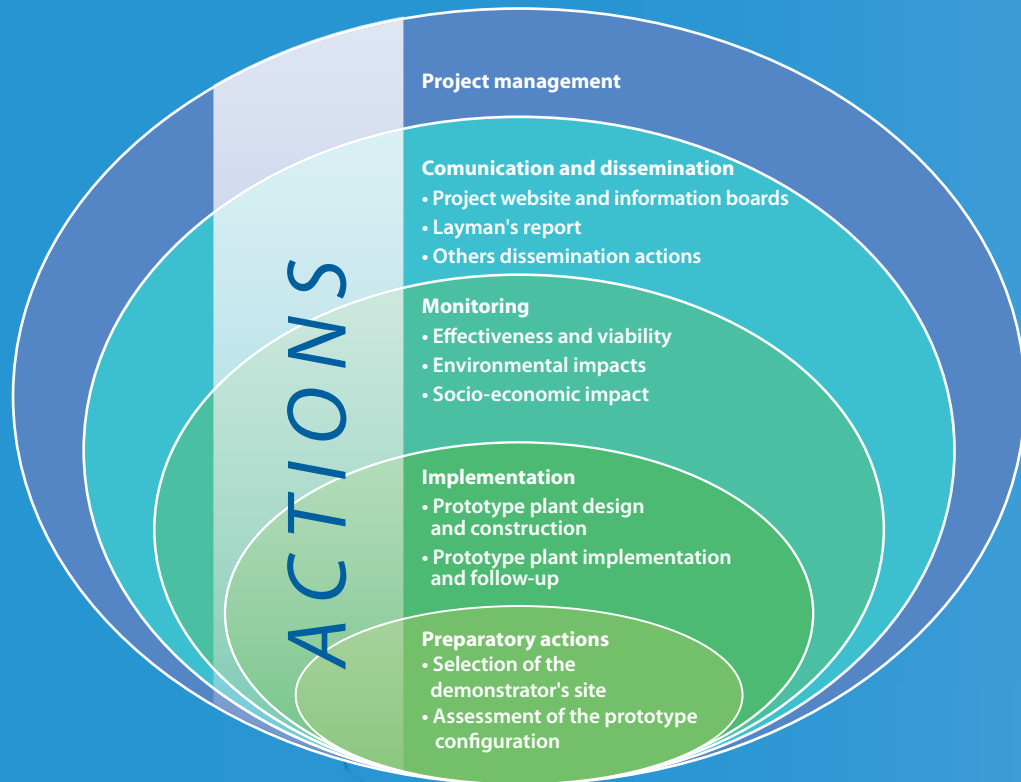 Project management
Comunication and dissemination
• Project website and information boards
• Layman's report
• Others dissemination actions
Monitoring
• Effectiveness and viability
• Environmental impacts
• Socio-economic impact
Implementation
• Prototype plant design
and construction
• Prototype plant implementation
and follow-up
Preparatory actions
• Selection of the
demonstrator's site
• Assessment of the prototype
configuration
ACTIONS